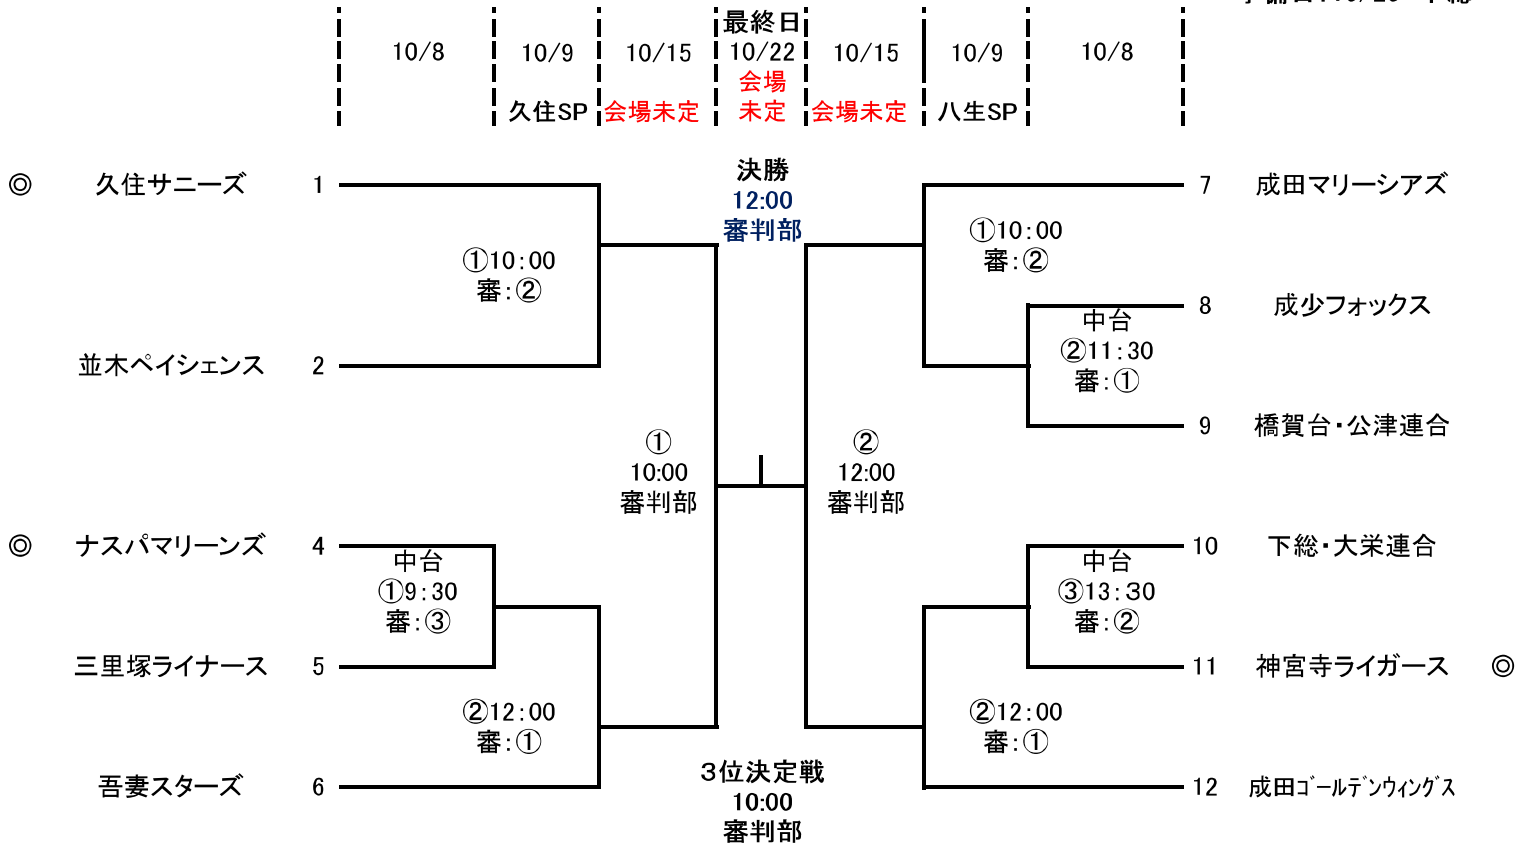 最終日
10/8 10/9 10/15 10/22 10/15 10/9 10/8
会場
久住SP 会場未定 未定 会場未定 八生SP
決勝
12:00
審判部
◎ 久住サニーズ 1
7 成田マリーシアズ
①10:00
審:②
①10:00
審:②
8 成少フォックス
中台
②11:30
審:①
並木ペイシェンス 2
9 橋賀台・公津連合
①
10:00
審判部
②
12:00
審判部
◎ ナスパマリーンズ 4
10 下総・大栄連合
中台
①9:30
審:③
中台
③13:30
審:②
三里塚ライナース 5
11 神宮寺ライガース ◎
②12:00
審:①
②12:00
審:①
吾妻スターズ 6
12 成田ゴールデンウィングス
3位決定戦
10:00
審判部